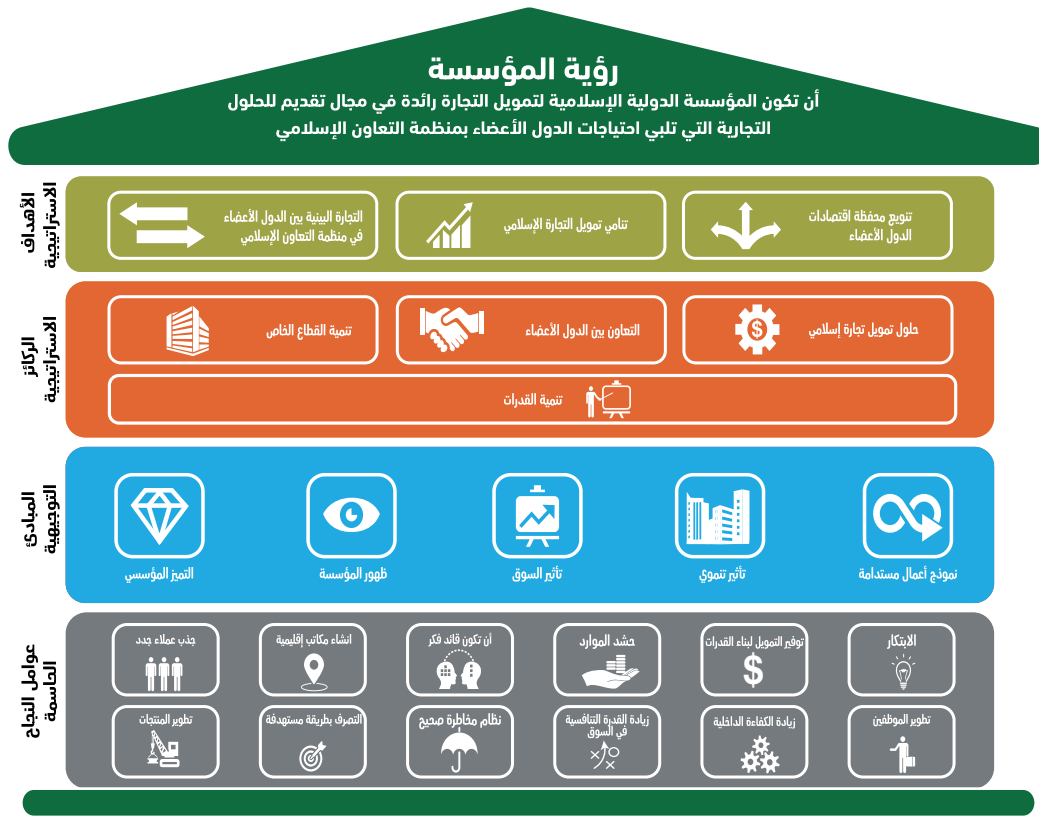 رؤية المؤسسة
أن تكون المؤسسة الدولية الإسلامية لتمويل التجارة رائدة في مجال تقديم للحلول
التجارية التي تلبي احتياجات الدول الأعضاء بمنظمة التعاون الإسلامي
الأهداف
الاستراتيجية
تنويع محفظة اقتصادات
الدول الأعضاء
تنامي تمويل التجارة الإسلامي
التجارة البينية بين الدول الأعضاء
في منظمة التعاون الإسلامي
الركائز
الاستراتيجية
حلول تمويل تجارة إسلامي
التعاون بين الدول الأعضاء
تنمية القطاع الخاص
تنمية القدرات
المبادئ
التوجيهية
نموذج أعمال مستدامة
تأثير تنموي
تأثير السوق
ظهور المؤسسة
التميز المؤسسي
عوامل النجاح
الحاسمة
الابتكار
توفير التمويل لبناء القدرات
$
حشد الموارد
أن تكون قائد فكر
انشاء مكاتب إقليمية
جذب عملاء جدد
تطوير الموظفين
زيادة الكفاءة الداخلية
زيادة القدرة التنافسية
في السوق
نظام مخاطرة صحيح
التصرف بطريقة مستهدفة
تطوير المنتجات